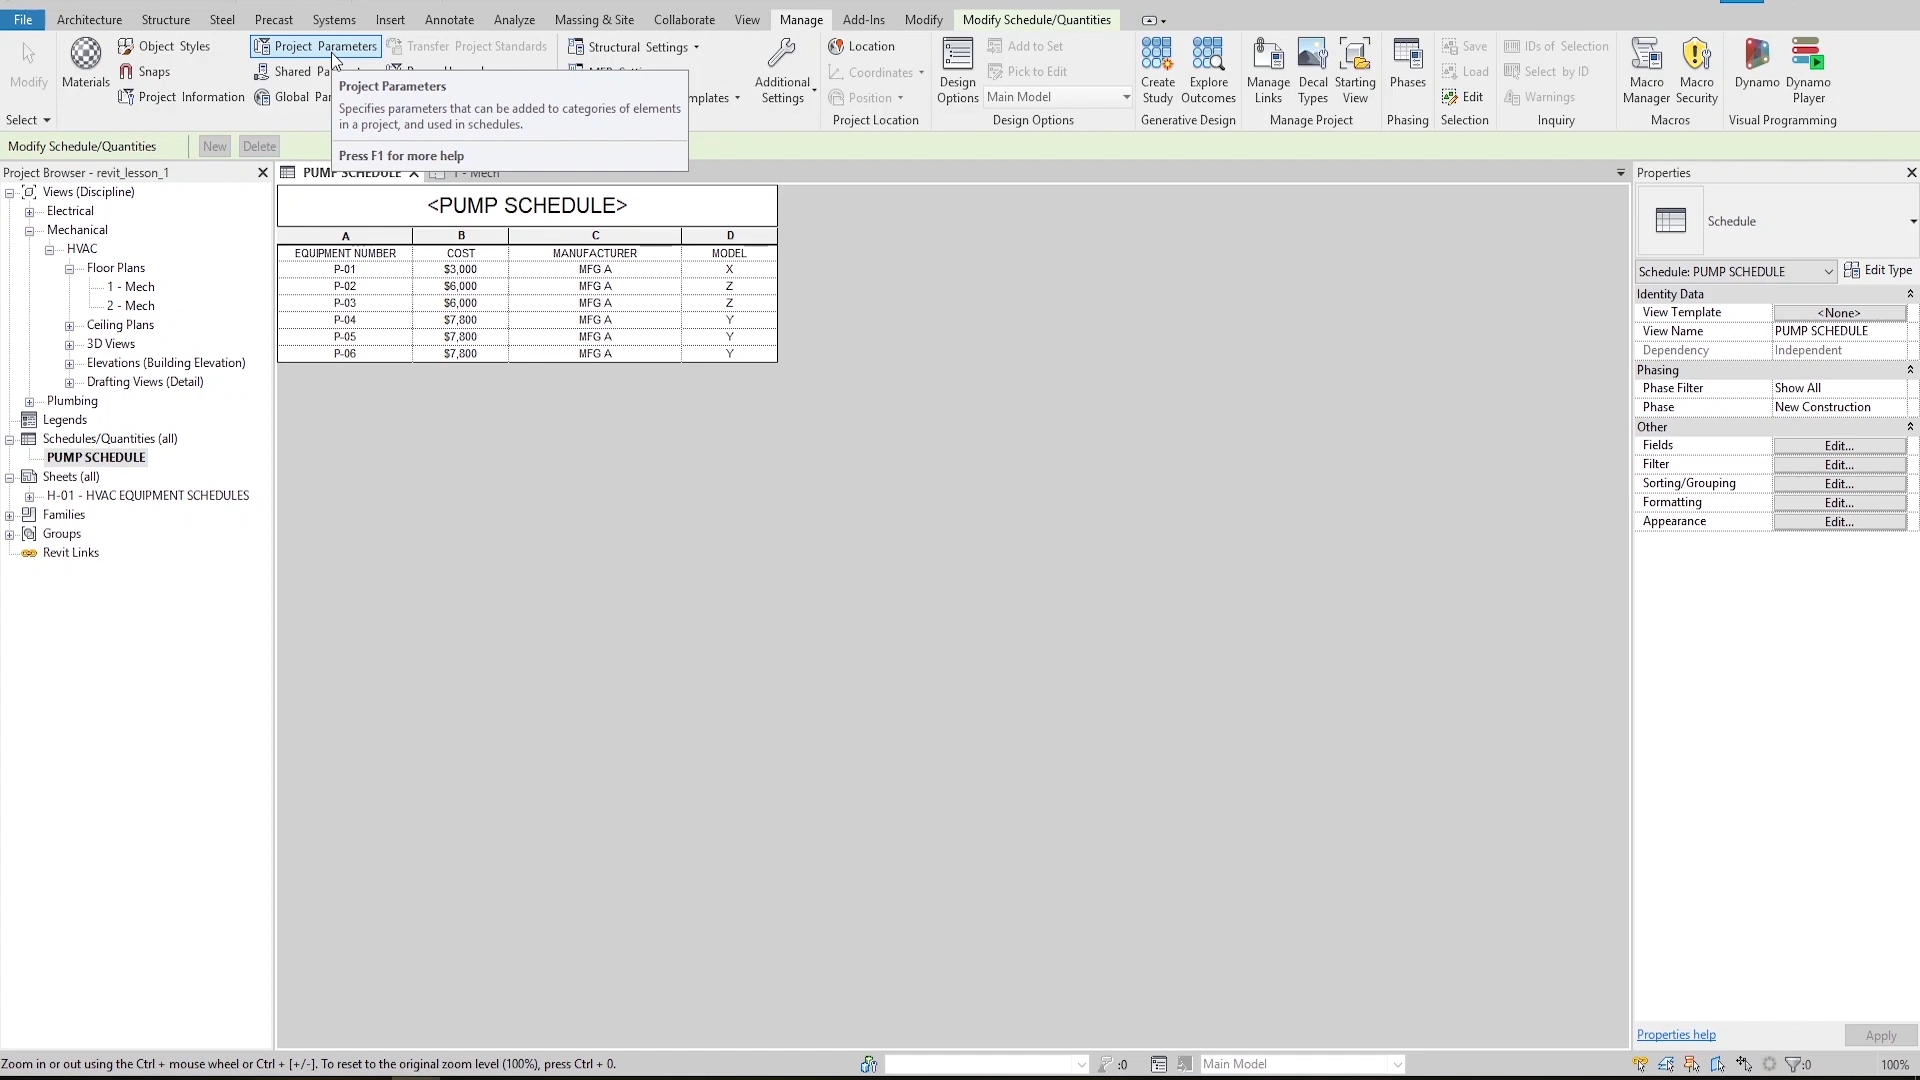 File Architecture Structure Steel Precast Systems Insert Annotate Analyze Massing & Site Collaborate View Manage Add-Ins Modify Modify Schedule/Quantities
Modify
Materials
Object Styles
Snaps
Project Information
Project Parameters
Shared Pa
Global Par
Transfer Project Standards
Structural Settings
mplates
Additional
Settings
Location
Coordinates
Position
Design
Options
Add to Set
Pick to Edit
Main Model
Create
Study
Explore
Outcomes
Manage
Links
Decal
Types
Starting
View
Phases
Save
Load
Edit
IDs of Selection
Select by ID
Warnings
Macro
Manager
Macro
Security
Dynamo
Dynamo
Player
Select Project Location Design Options Generative Design Manage Project Phasing Selection Inquiry Macros Visual Programming
Project Parameters
Specifies parameters that can be added to categories of elements
in a project, and used in schedules.
Press F1 for more help
Modify Schedule/Quantities New Delete
Project Browser - revit_lesson_1
Views (Discipline)
Electrical
Mechanical
HVAC
Floor Plans
1 - Mech
2 - Mech
Ceiling Plans
3D Views
Elevations (Building Elevation)
Drafting Views (Detail)
Plumbing
Legends
Schedules/Quantities (all)
PUMP SCHEDULE
Sheets (all)
H-01 - HVAC EQUIPMENT SCHEDULES
Families
Groups
Revit Links
PUMP SCHEDULE 1 - Mech
<PUMP SCHEDULE>
A B C D
EQUIPMENT NUMBER COST MANUFACTURER MODEL
P-01 $3,000 MFG A X
P-02 $6,000 MFG A Z
P-03 $6,000 MFG A Z
P-04 $7,800 MFG A Y
P-05 $7,800 MFG A Y
P-06 $7,800 MFG A Y
Properties
Schedule
Schedule: PUMP SCHEDULE Edit Type
Identity Data
View Template <None>
View Name PUMP SCHEDULE
Dependency Independent
Phasing
Phase Filter Show All
Phase New Construction
Other
Fields Edit...
Filter Edit...
Sorting/Grouping Edit...
Formatting Edit...
Appearance Edit...
Properties help Apply
Zoom in or out using the Ctrl + mouse wheel or Ctrl + [+/-]. To reset to the original zoom level (100%), press Ctrl + 0.
:0
Main Model
:0
100%